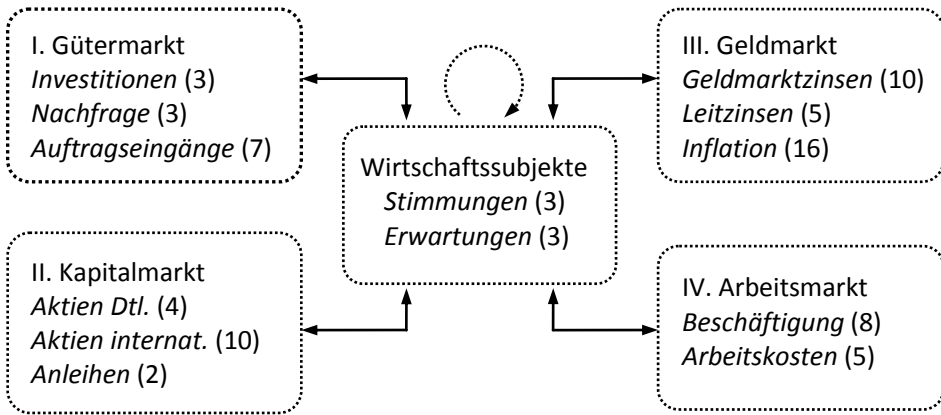 I. Gütermarkt
Investitionen (3)
Nachfrage (3)
Auftragseingänge (7)
II. Kapitalmarkt
Aktien Dtl. (4)
Aktien internat. (10)
Anleihen (2)
Wirtschaftssubjekte
Stimmungen (3)
Erwartungen (3)
III. Geldmarkt
Geldmarktzinsen (10)
Leitzinsen (5)
Inflation (16)
IV. Arbeitsmarkt
Beschäftigung (8)
Arbeitskosten (5)